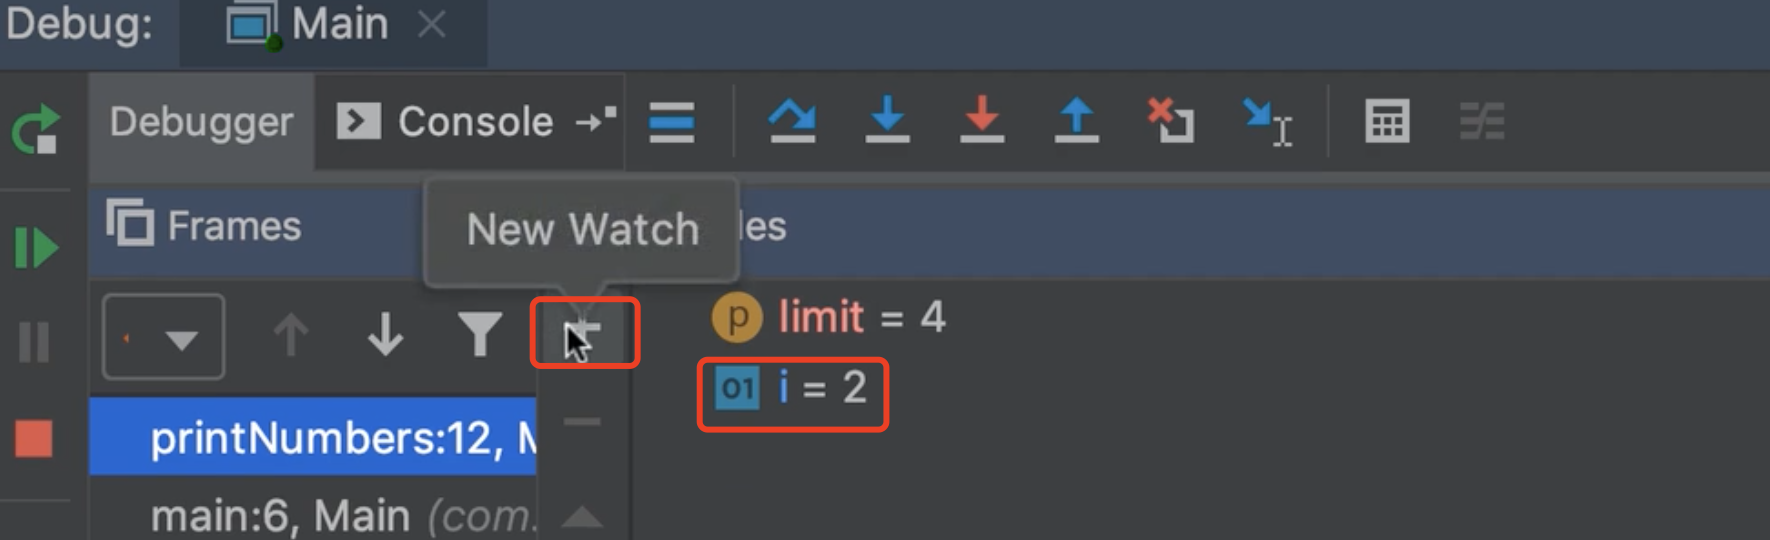 Debug: Main
Debugger Console
New Watch
Frames les
limit = 4
01 i = 2
printNumbers:12,
main:6, Main (com.